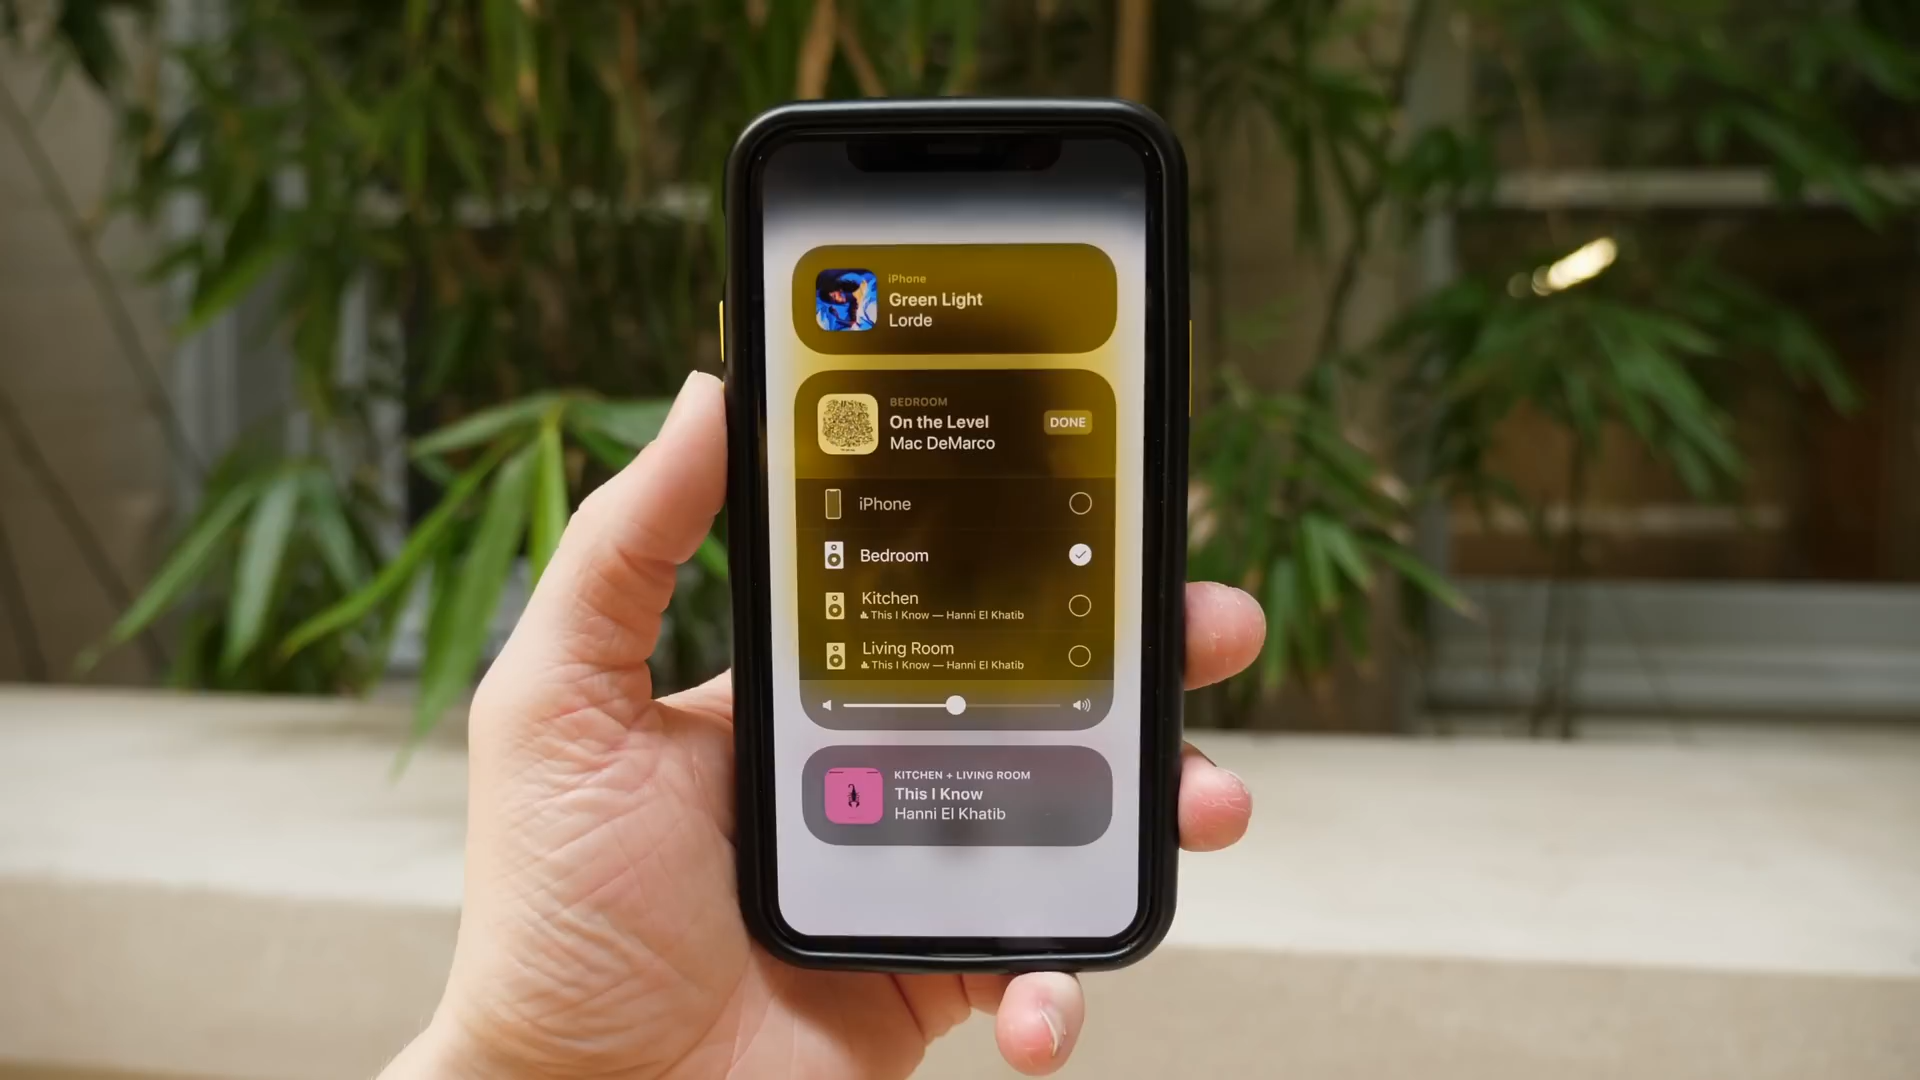 iPhone
Green Light
Lorde
BEDROOM
On the Level
Mac DeMarco
DONE
iPhone
Bedroom
Kitchen
This I Know — Hanni El Khatib
Living Room
This I Know — Hanni El Khatib
KITCHEN + LIVING ROOM
This I Know
Hanni El Khatib